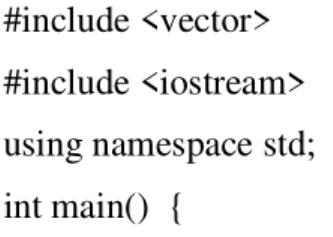 #include <vector>
#include <iostream>
using namespace std;
int main()  {